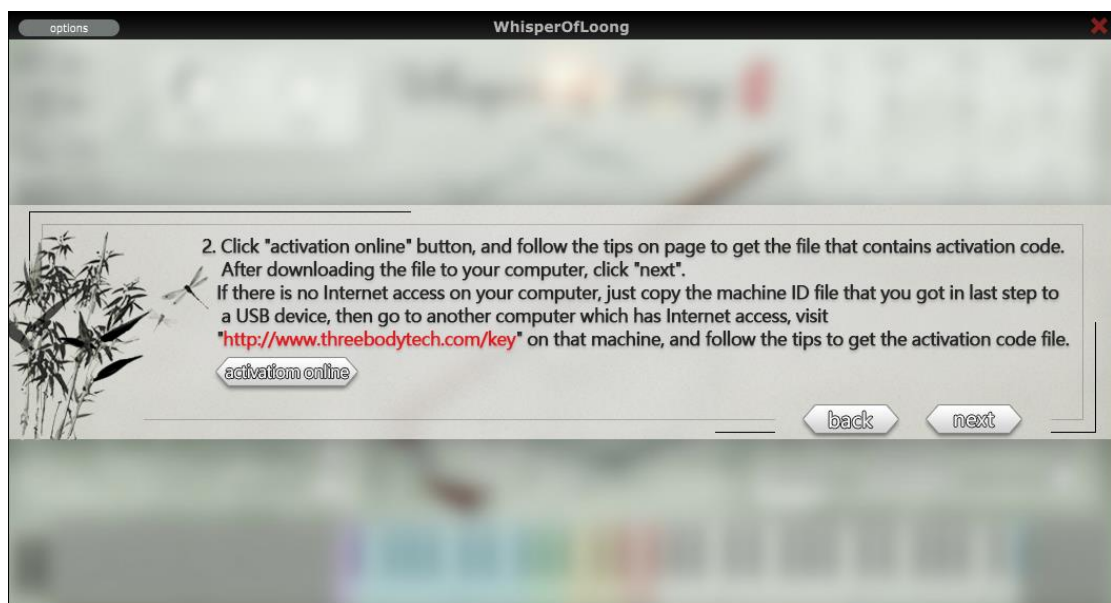 options
WhisperOfLoong
2. Click "activation online" button, and follow the tips on page to get the file that contains activation code.
After downloading the file to your computer, click "next".
If there is no Internet access on your computer, just copy the machine ID file that you got in last step to
a USB device, then go to another computer which has Internet access, visit
"http://www.threebodytech.com/key" on that machine, and follow the tips to get the activation code file.
activatiom online
back
next